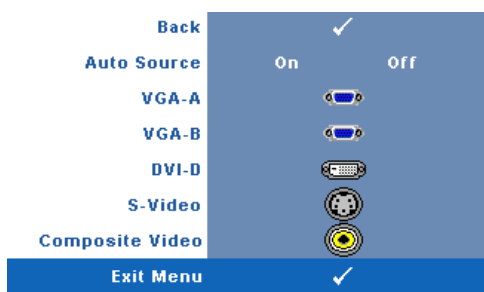 Back
Auto Source On Off
VGA-A
VGA-B
DVI-D
S-Video
Composite Video
Exit Menu